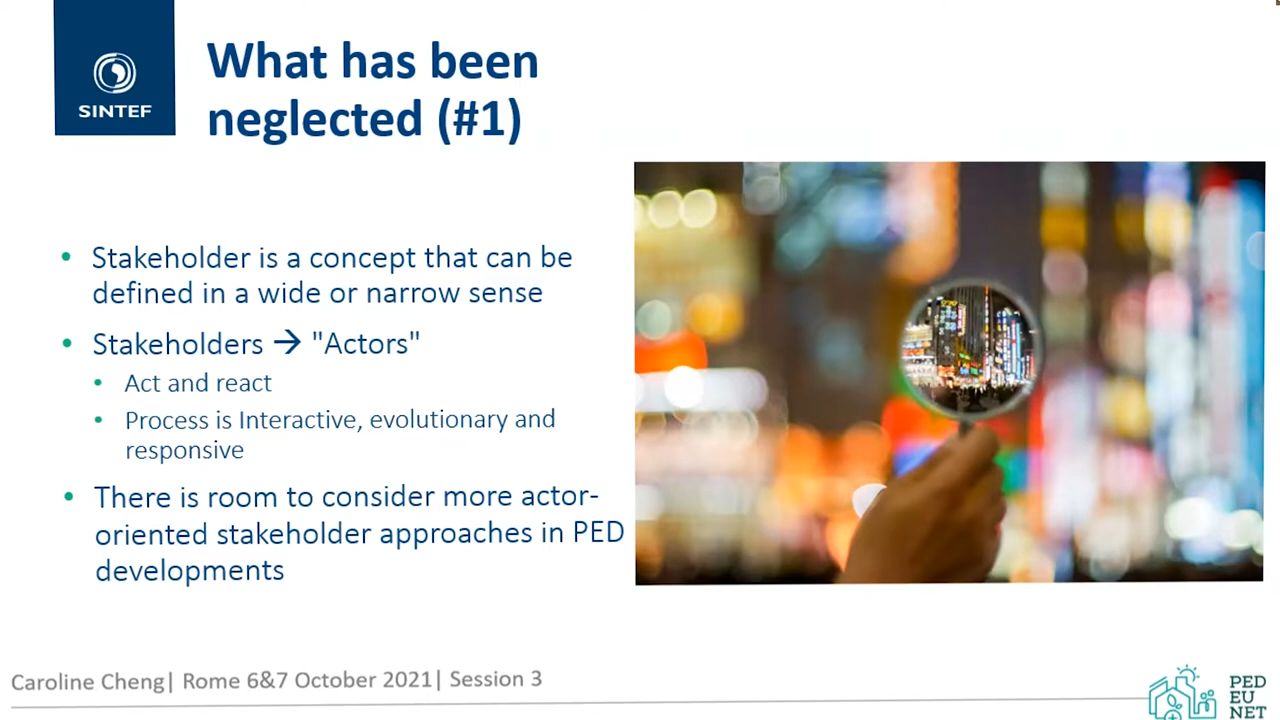 SINTEF
What has been
neglected (#1)
• Stakeholder is a concept that can be
defined in a wide or narrow sense
• Stakeholders → "Actors"
• Act and react
• Process is Interactive, evolutionary and
responsive
• There is room to consider more actor-
oriented stakeholder approaches in PED
developments
Caroline Cheng| Rome 6&7 October 2021| Session 3
PED
EU
NET